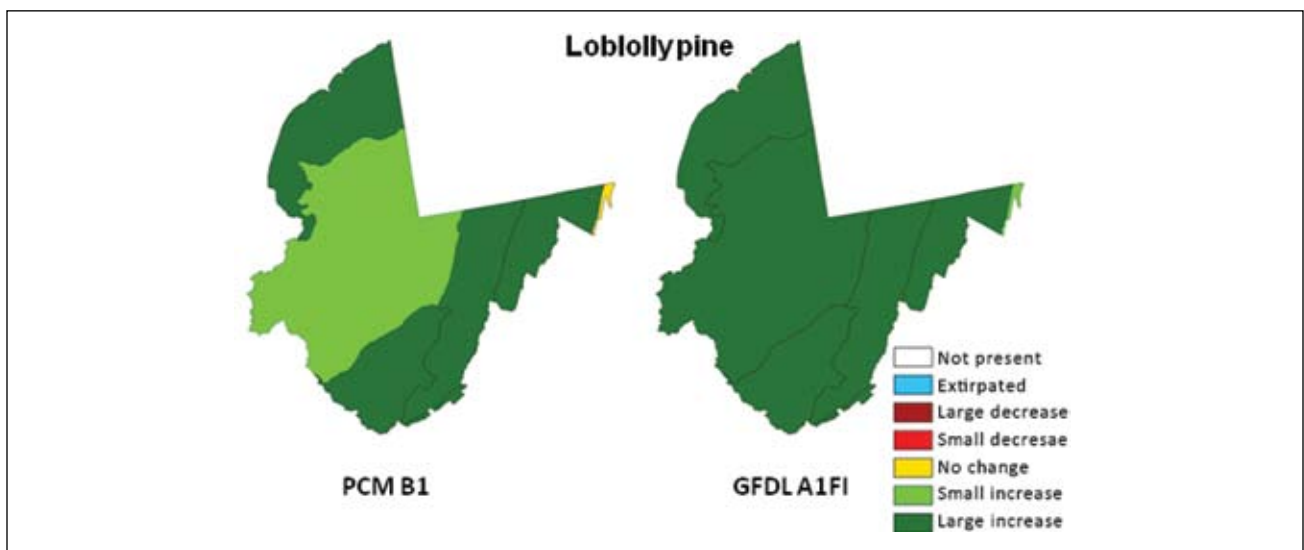 Loblollypine
PCM B1
GFDL A1FI
Not present
Extirpated
Large decrease
Small decresae
No change
Small increase
Large increase